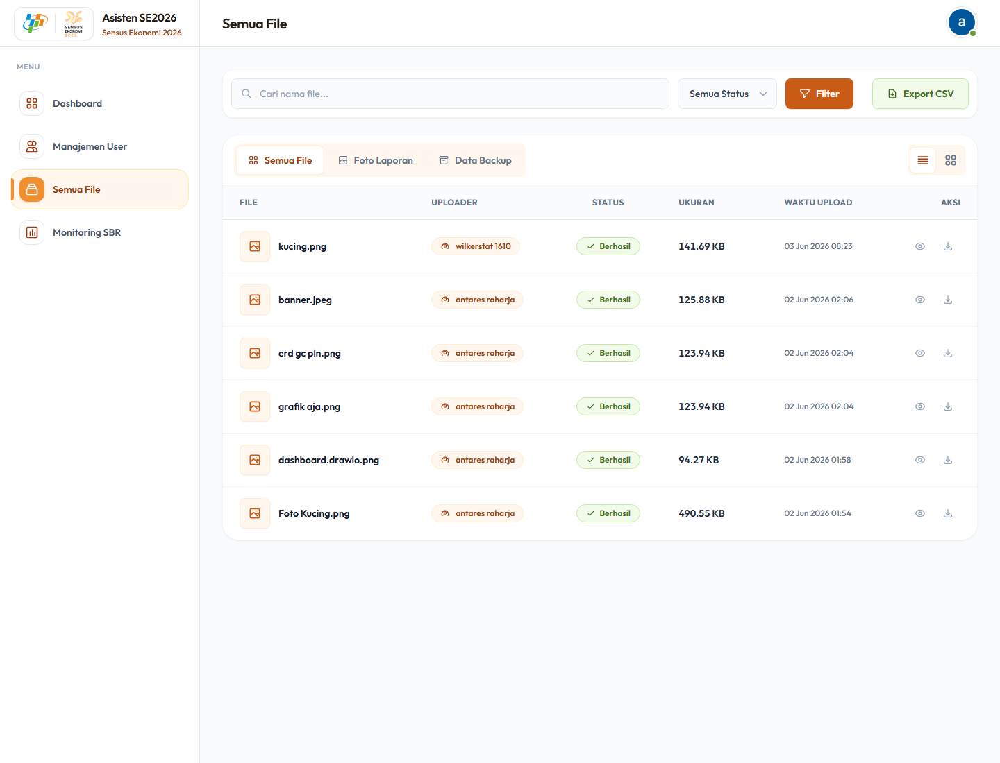 SENSUS
EKONOMI
2026
Asisten SE2026
Sensus Ekonomi 2026
Semua File
a
MENU
Dashboard
Manajemen User
Semua File
Monitoring SBR
Cari nama file...
Semua Status
Filter
Export CSV
Semua File
Foto Laporan
Data Backup
FILE UPLOADER STATUS UKURAN WAKTU UPLOAD AKSI
kucing.png wilkerstat 1610 Berhasil 141.69 KB 03 Jun 2026 08:23
banner.jpeg antares raharja Berhasil 125.88 KB 02 Jun 2026 02:06
erd gc pln.png antares raharja Berhasil 123.94 KB 02 Jun 2026 02:04
grafik aja.png antares raharja Berhasil 123.94 KB 02 Jun 2026 02:04
dashboard.drawio.png antares raharja Berhasil 94.27 KB 02 Jun 2026 01:58
Foto Kucing.png antares raharja Berhasil 490.55 KB 02 Jun 2026 01:54